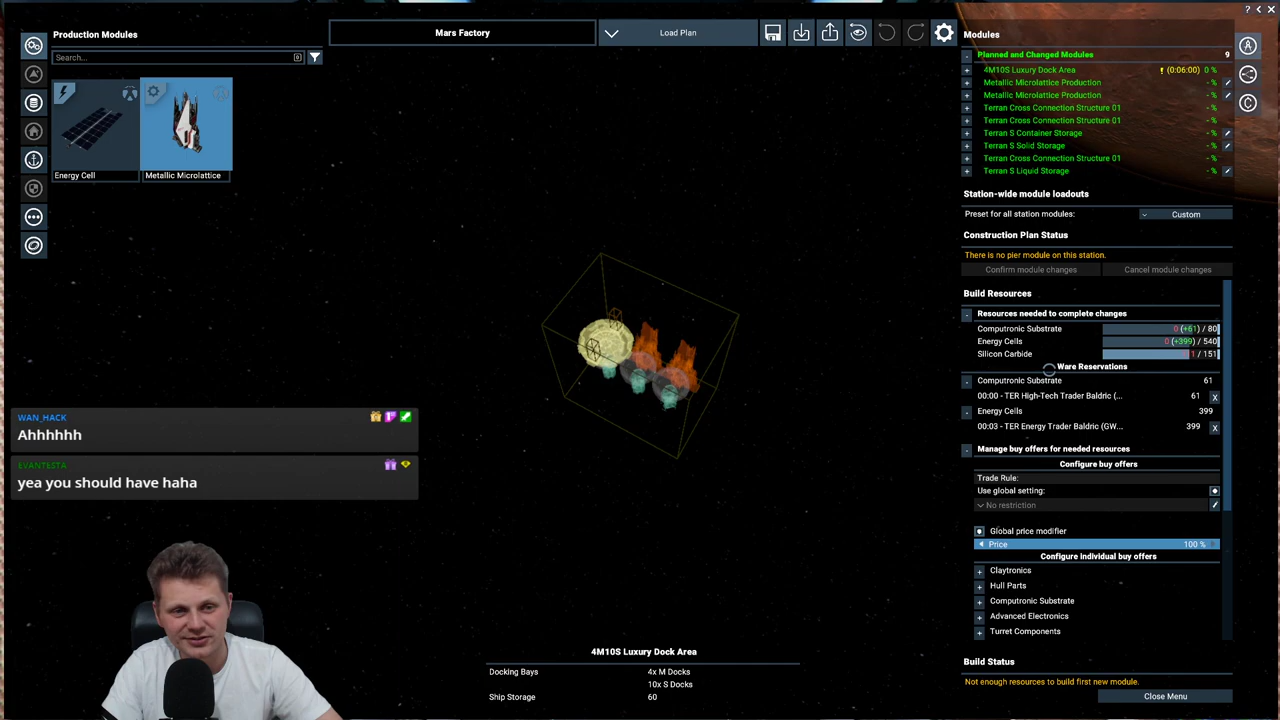 Production Modules
Search...
Energy Cell
Metallic Microlattice
Mars Factory
Load Plan
? 
Modules
Planned and Changed Modules 9
4M10S Luxury Dock Area ! (0:06:00) 0 %
Metallic Microlattice Production - %
Metallic Microlattice Production - %
Terran Cross Connection Structure 01 - %
Terran Cross Connection Structure 01 - %
Terran S Container Storage - %
Terran S Solid Storage - %
Terran Cross Connection Structure 01 - %
Terran S Liquid Storage - %
Station-wide module loadouts
Preset for all station modules: Custom
Construction Plan Status
There is no pier module on this station.
Confirm module changes Cancel module changes
Build Resources
Resources needed to complete changes
Computronic Substrate 0 (+61) / 80
Energy Cells 0 (+399) / 540
Silicon Carbide 1 / 151
Ware Reservations
Computronic Substrate 61
00:00 - TER High-Tech Trader Baldric (... 61 X
Energy Cells 399
00:03 - TER Energy Trader Baldric (GW... 399 X
Manage buy offers for needed resources
Configure buy offers
Trade Rule:
Use global setting:
No restriction
Global price modifier
Price 100 %
Configure individual buy offers
Claytronics
Hull Parts
Computronic Substrate
Advanced Electronics
Turret Components
Build Status
Not enough resources to build first new module.
Close Menu
WAN_HACK
Ahhhhhh
EVANTESTA
yea you should have haha
4M10S Luxury Dock Area
Docking Bays 4x M Docks
10x S Docks
Ship Storage 60